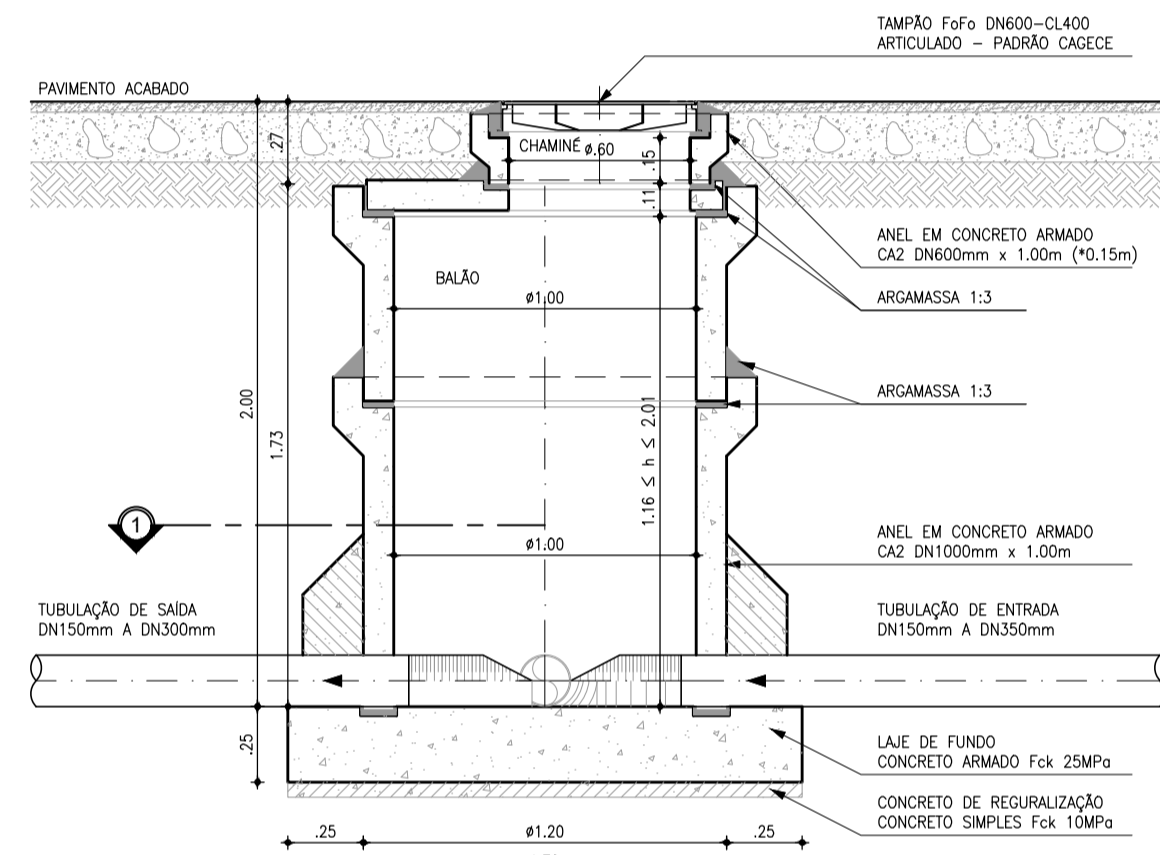 TAMPÃO FoFo DN600-CL400
ARTICULADO - PADRÃO CAGECE
PAVIMENTO ACABADO
.27
CHAMINÉ
ø.60
.15
.11
ANEL EM CONCRETO ARMADO
CA2 DN600mm x 1.00m (*0.15m)
BALÃO
ARGAMASSA 1:3
ø1.00
ARGAMASSA 1:3
2.00
1.73
1.16 ≤ h ≤ 2.01
1
ø1.00
ANEL EM CONCRETO ARMADO
CA2 DN1000mm x 1.00m
TUBULAÇÃO DE SAÍDA
DN150mm A DN300mm
TUBULAÇÃO DE ENTRADA
DN150mm A DN350mm
.25
LAJE DE FUNDO
CONCRETO ARMADO Fck 25MPa
CONCRETO DE REGURALIZAÇÃO
CONCRETO SIMPLES Fck 10MPa
.25
ø1.20
.25